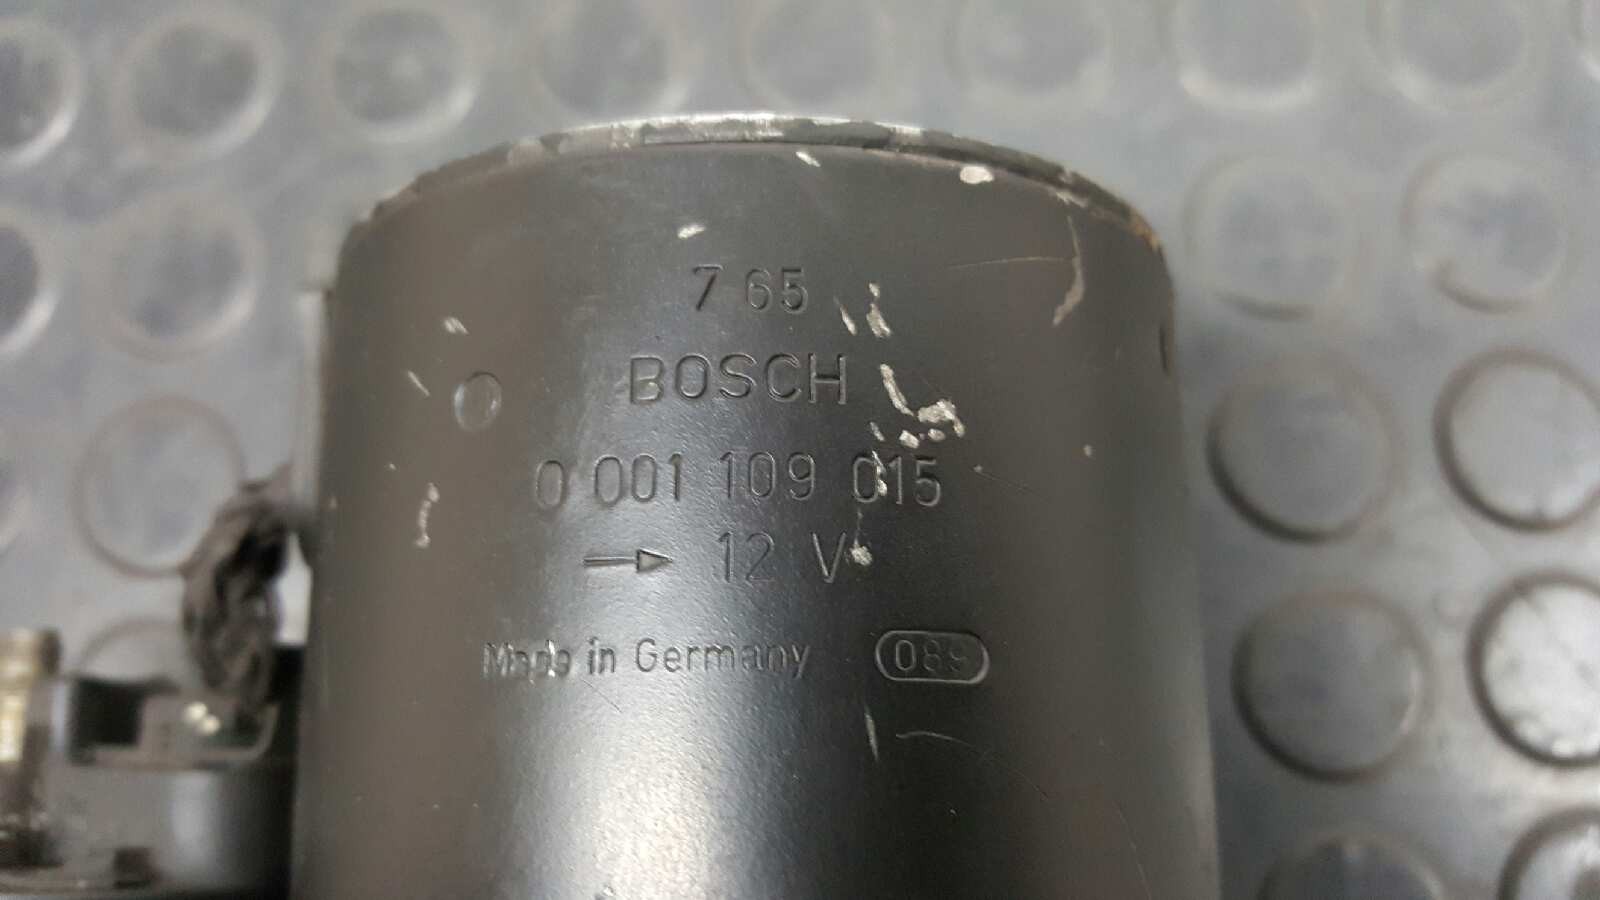 7 65
BOSCH
0 001 109 015
→ 12 V
Made in Germany 089